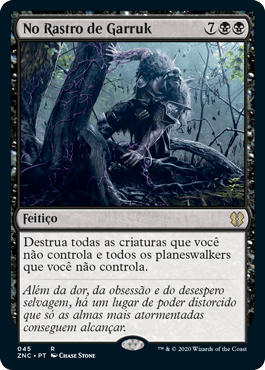 No Rastro de Garruk 7
Feitiço
Destrua todas as criaturas que você
não controla e todos os planeswalkers
que você não controla.
Além da dor, da obsessão e do desespero
selvagem, há um lugar de poder distorcido
que só as almas mais atormentadas
conseguem alcançar.
045 R
ZNC • PT Chase Stone
™ & © 2020 Wizards of the Coast